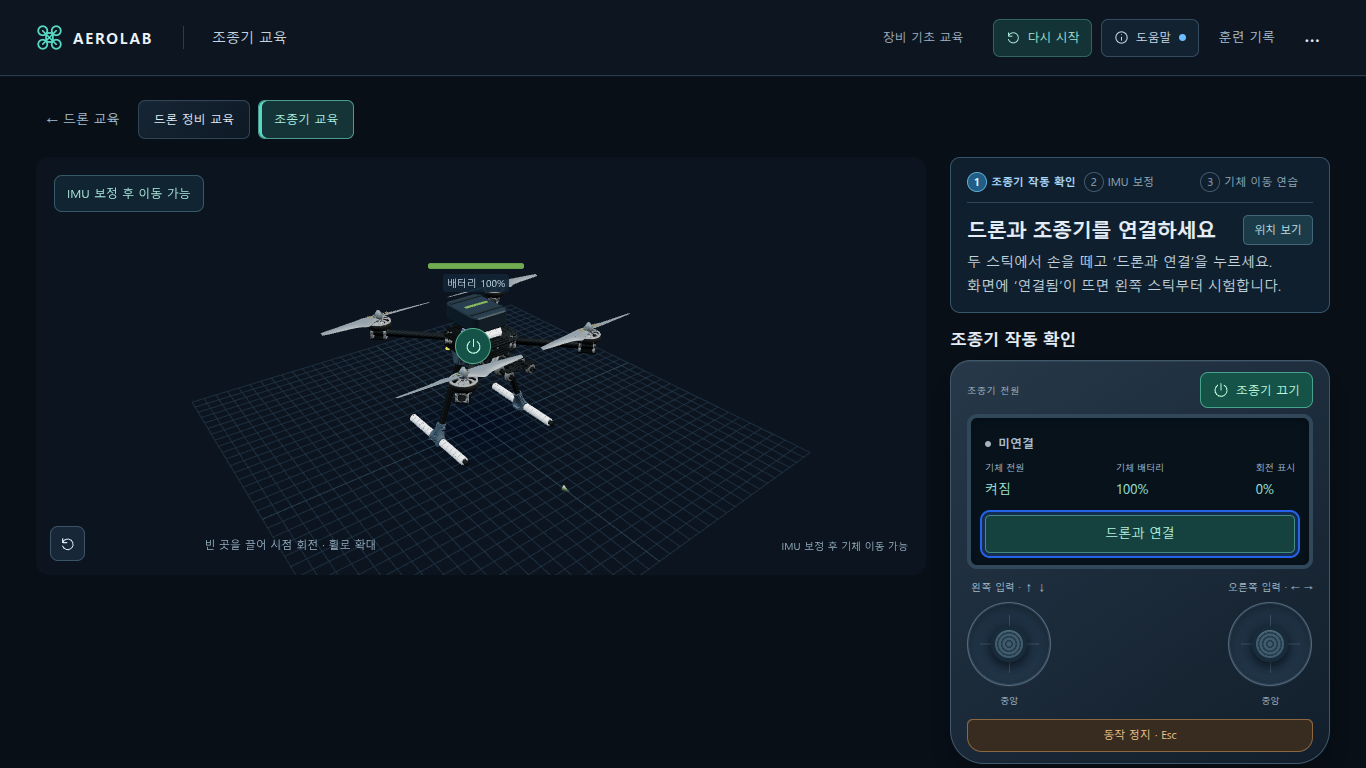 AEROLAB
조종기 교육
장비 기초 교육
다시 시작
도움말
훈련 기록
...
← 드론 교육
드론 정비 교육
조종기 교육
IMU 보정 후 이동 가능
배터리 100%
빈 곳을 끌어 시점 회전 · 휠로 확대
IMU 보정 후 기체 이동 가능
1 조종기 작동 확인
2 IMU 보정
3 기체 이동 연습
드론과 조종기를 연결하세요
위치 보기
두 스틱에서 손을 떼고 ‘드론과 연결’을 누르세요.
화면에 ‘연결됨’이 뜨면 왼쪽 스틱부터 시험합니다.
조종기 작동 확인
조종기 전원
조종기 끄기
미연결
기체 전원
기체 배터리
회전 표시
켜짐
100%
0%
드론과 연결
왼쪽 입력 · ↑ ↓
오른쪽 입력 · ← →
중앙
중앙
동작 정지 · Esc